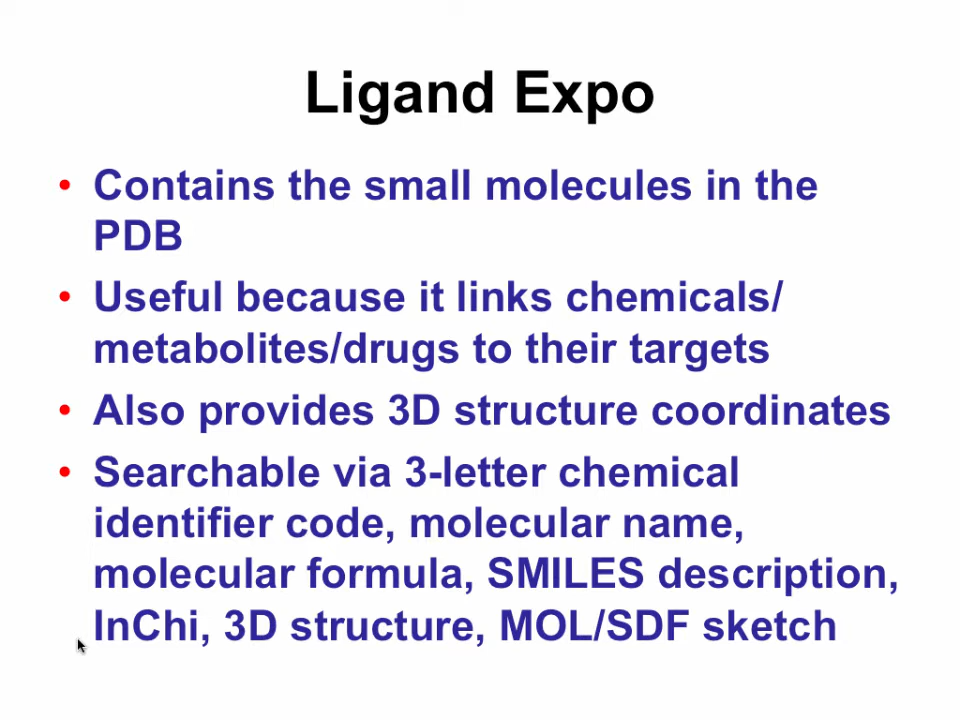 Ligand Expo
• Contains the small molecules in the
PDB
• Useful because it links chemicals/
metabolites/drugs to their targets
• Also provides 3D structure coordinates
• Searchable via 3-letter chemical
identifier code, molecular name,
molecular formula, SMILES description,
InChi, 3D structure, MOL/SDF sketch